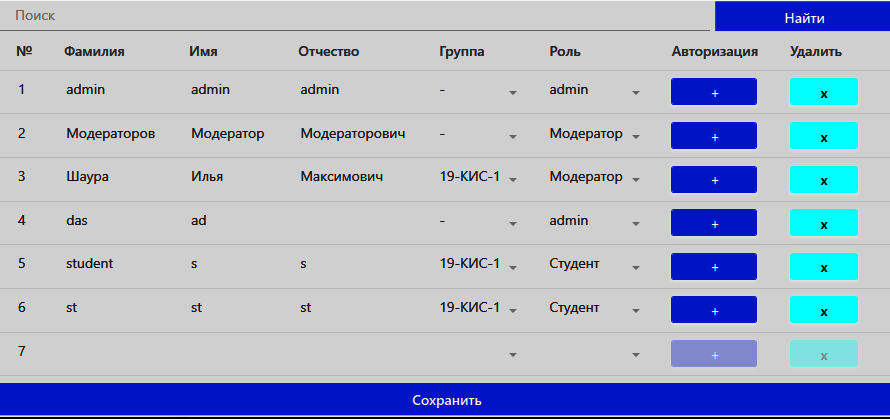 Поиск Найти
№ Фамилия Имя Отчество Группа Роль Авторизация Удалить
1 admin admin admin - admin + x
2 Модераторов Модератор Модераторович - Модератор + x
3 Шаура Илья Максимович 19-КИС-1 Модератор + x
4 das ad - admin + x
5 student s s 19-КИС-1 Студент + x
6 st st st 19-КИС-1 Студент + x
7 + x
Сохранить